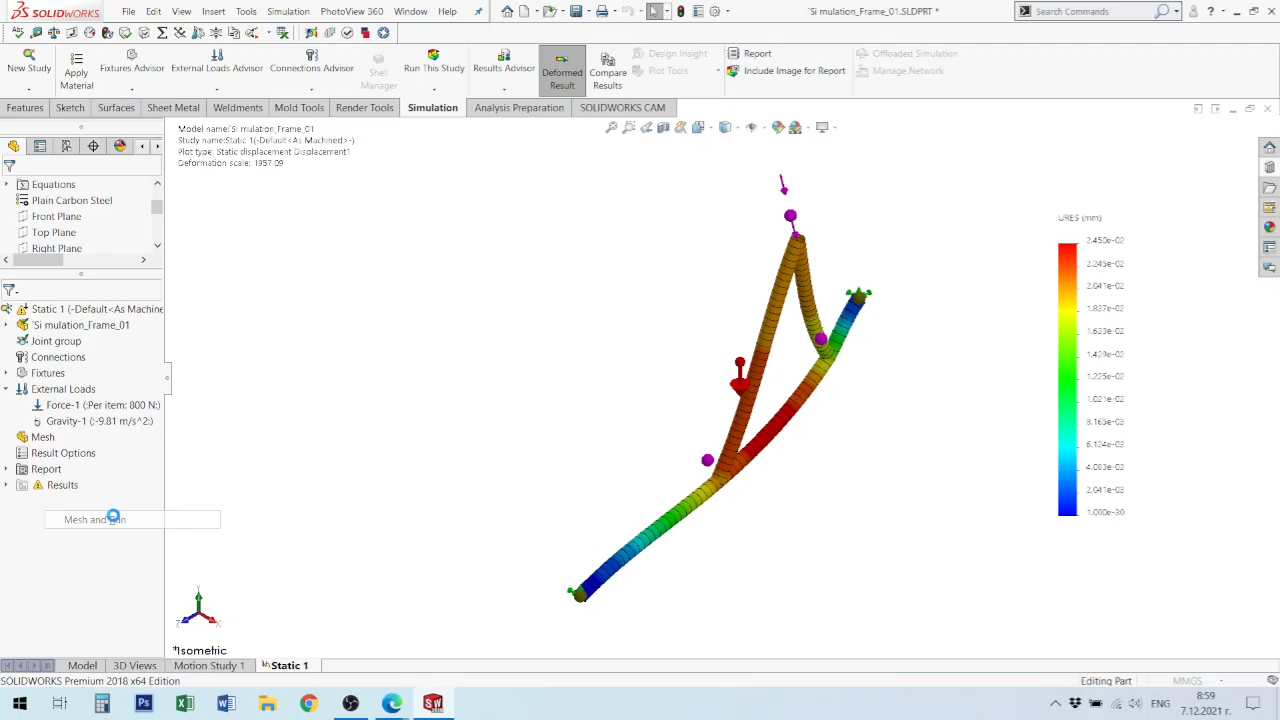 SOLIDWORKS File Edit View Insert Tools Simulation PhotoView 360 Window Help `Si mulation_Frame_01.SLDPRT * Search Commands
New Study Apply Material Fixtures Advisor External Loads Advisor Connections Advisor Shell Manager Run This Study Results Advisor Deformed Result Compare Results
Design Insight Report Offloaded Simulation
Plot Tools Include Image for Report Manage Network
Features Sketch Surfaces Sheet Metal Weldments Mold Tools Render Tools Simulation Analysis Preparation SOLIDWORKS CAM
Model name:`Si mulation_Frame_01
Study name:Static 1(-Default<As Machined>-)
Plot type: Static displacement Displacement1
Deformation scale: 1957.09
Equations
Plain Carbon Steel
Front Plane
Top Plane
Right Plane
Static 1 (-Default<As Machine
`Si mulation_Frame_01
Joint group
Connections
Fixtures
External Loads
Force-1 (:Per item: 800 N:)
Gravity-1 (:-9.81 m/s^2:)
Mesh
Result Options
Report
Results
Mesh and Run
URES (mm)
2.450e-02
2.245e-02
2.041e-02
1.837e-02
1.633e-02
1.429e-02
1.225e-02
1.021e-02
8.165e-03
6.124e-03
4.083e-03
2.041e-03
1.000e-30
Y
Z X
*Isometric
Model 3D Views Motion Study 1 Static 1
SOLIDWORKS Premium 2018 x64 Edition Editing Part MMGS
ENG 8:59
7.12.2021 г.